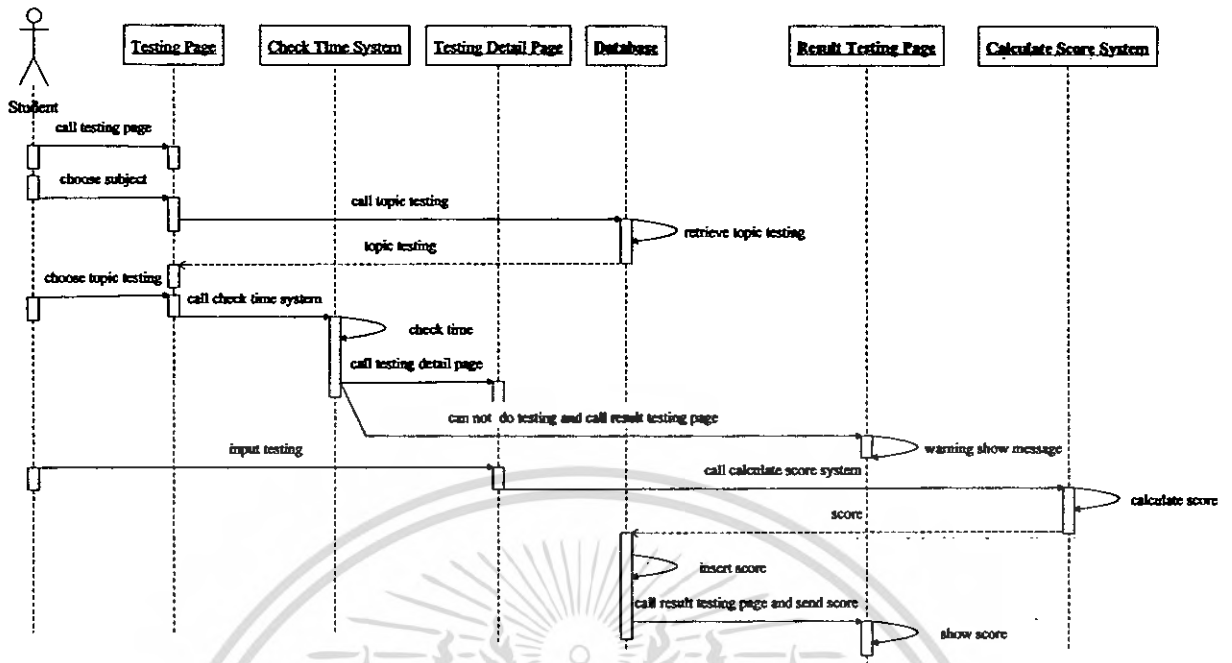 Testing Page
Check Time System
Testing Detail Page
Database
Result Testing Page
Calculate Score System
Student
call testing page
choose subject
call topic testing
retrieve topic testing
topic testing
choose topic testing
call check time system
check time
call testing detail page
can not do testing and call result testing page
warning show message
input testing
call calculate score system
calculate score
score
insert score
call result testing page and send score
show score